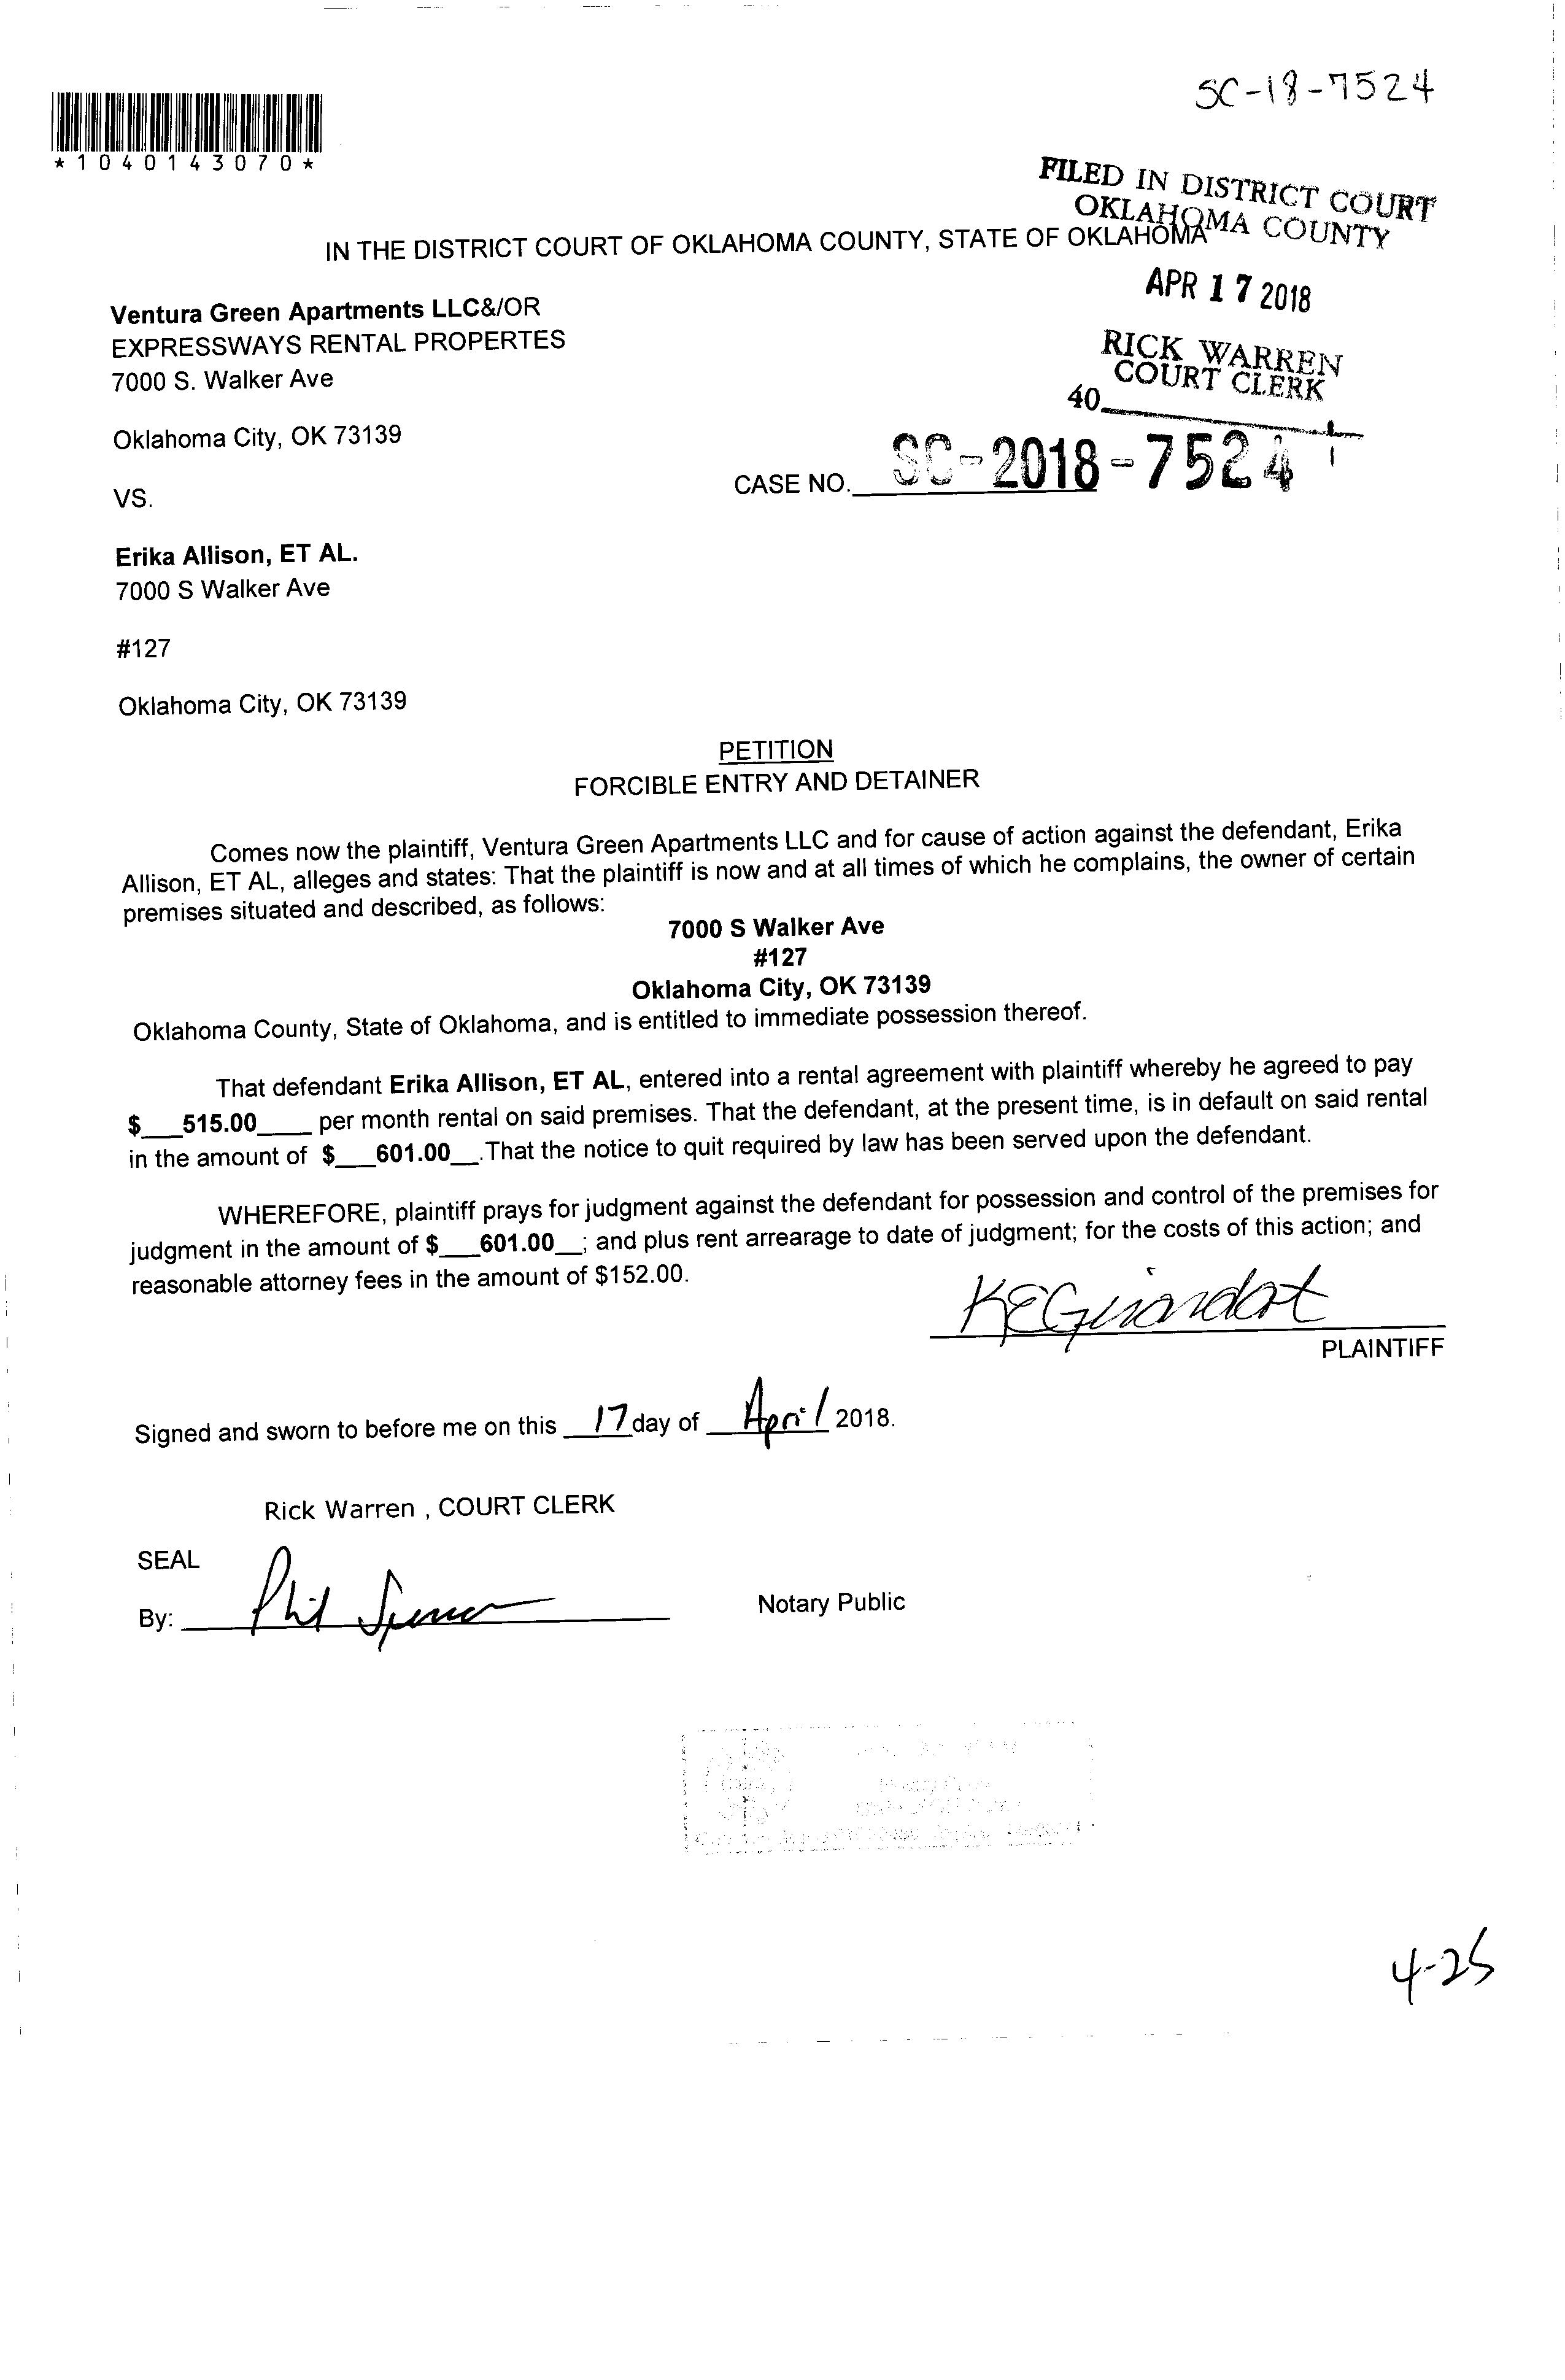 SC-18-7524
*1040143070*
FILED IN DISTRICT COURT
OKLAHOMA COUNTY
IN THE DISTRICT COURT OF OKLAHOMA COUNTY, STATE OF OKLAHOMA
APR 17 2018
Ventura Green Apartments LLC&/OR
EXPRESSWAYS RENTAL PROPERTES
7000 S. Walker Ave
RICK WARREN
COURT CLERK
40
Oklahoma City, OK 73139
CASE NO. SC-2018-7524
VS.
Erika Allison, ET AL.
7000 S Walker Ave
#127
Oklahoma City, OK 73139
PETITION
FORCIBLE ENTRY AND DETAINER
Comes now the plaintiff, Ventura Green Apartments LLC and for cause of action against the defendant, Erika
Allison, ET AL, alleges and states: That the plaintiff is now and at all times of which he complains, the owner of certain
premises situated and described, as follows:
7000 S Walker Ave
#127
Oklahoma City, OK 73139
Oklahoma County, State of Oklahoma, and is entitled to immediate possession thereof.
That defendant Erika Allison, ET AL, entered into a rental agreement with plaintiff whereby he agreed to pay
$___515.00____ per month rental on said premises. That the defendant, at the present time, is in default on said rental
in the amount of $___601.00__.That the notice to quit required by law has been served upon the defendant.
WHEREFORE, plaintiff prays for judgment against the defendant for possession and control of the premises for
judgment in the amount of $___601.00__; and plus rent arrearage to date of judgment; for the costs of this action; and
reasonable attorney fees in the amount of $152.00.
KEGirardot
PLAINTIFF
Signed and sworn to before me on this 17 day of April 2018.
Rick Warren , COURT CLERK
SEAL
By: Phil Notary Public
4-25